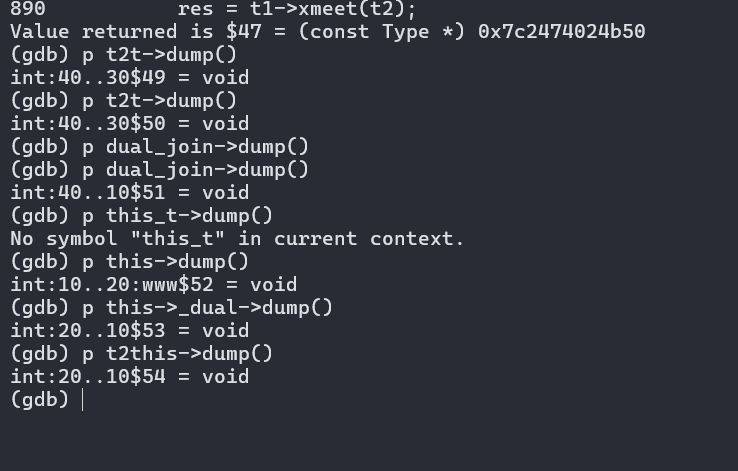 890           res = t1->xmeet(t2);
Value returned is $47 = (const Type *) 0x7c2474024b50
(gdb) p t2t->dump()
int:40..30$49 = void
(gdb) p t2t->dump()
int:40..30$50 = void
(gdb) p dual_join->dump()
(gdb) p dual_join->dump()
int:40..10$51 = void
(gdb) p this_t->dump()
No symbol "this_t" in current context.
(gdb) p this->dump()
int:10..20:www$52 = void
(gdb) p this->_dual->dump()
int:20..10$53 = void
(gdb) p t2this->dump()
int:20..10$54 = void
(gdb)